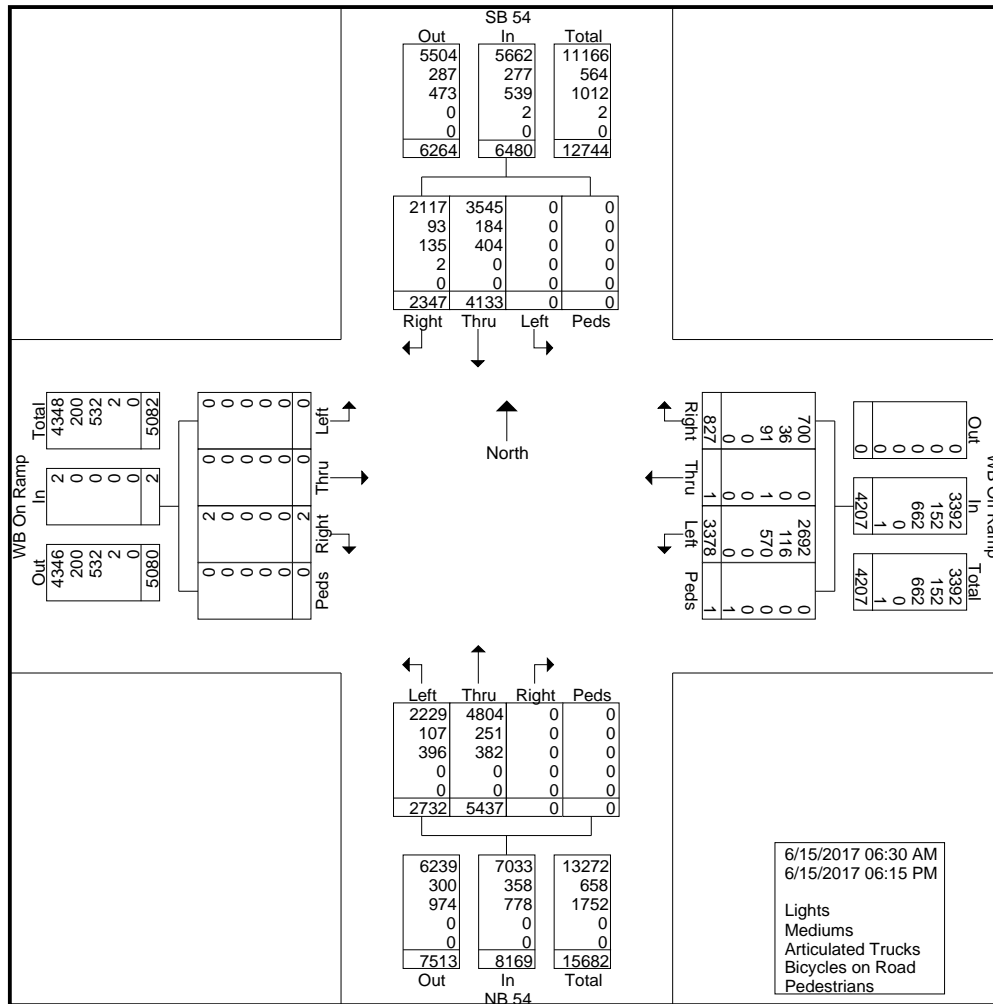 SB 54
Out In Total
5504 5662 11166
287 277 564
473 539 1012
0 2 2
0 0 0
6264 6480 12744
2117 3545 0 0
93 184 0 0
135 404 0 0
2 0 0 0
0 0 0 0
2347 4133 0 0
Right Thru Left Peds
North
WB On Ramp
Total
4348
200
532
2
0
5082
In
2
0
0
0
0
2
Out
4346
200
532
2
0
5080
Left
0
0
0
0
0
0
Thru
0
0
0
0
0
0
Right
2
0
0
0
0
2
Peds
0
0
0
0
0
0
WB On Ramp
Out
0
0
0
0
0
0
In
3392
152
662
0
1
4207
Total
3392
152
662
0
1
4207
Right
700
36
91
0
0
827
Thru
0
0
1
0
0
1
Left
2692
116
570
0
0
3378
Peds
0
0
0
0
1
1
Left Thru Right Peds
2229 4804 0 0
107 251 0 0
396 382 0 0
0 0 0 0
0 0 0 0
2732 5437 0 0
6239 7033 13272
300 358 658
974 778 1752
0 0 0
0 0 0
7513 8169 15682
Out In Total
NB 54
6/15/2017 06:30 AM
6/15/2017 06:15 PM
Lights
Mediums
Articulated Trucks
Bicycles on Road
Pedestrians